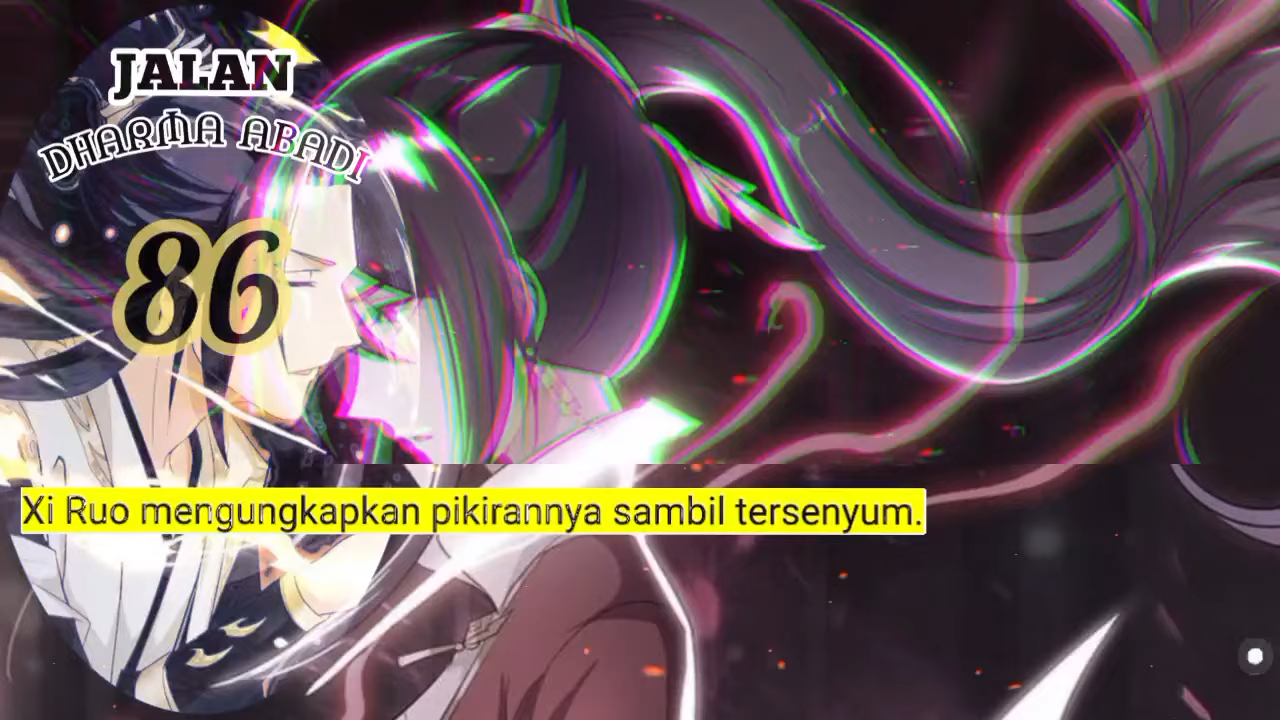 JALAN
DHARMA ABADI
86
Xi Ruo mengungkapkan pikirannya sambil tersenyum.